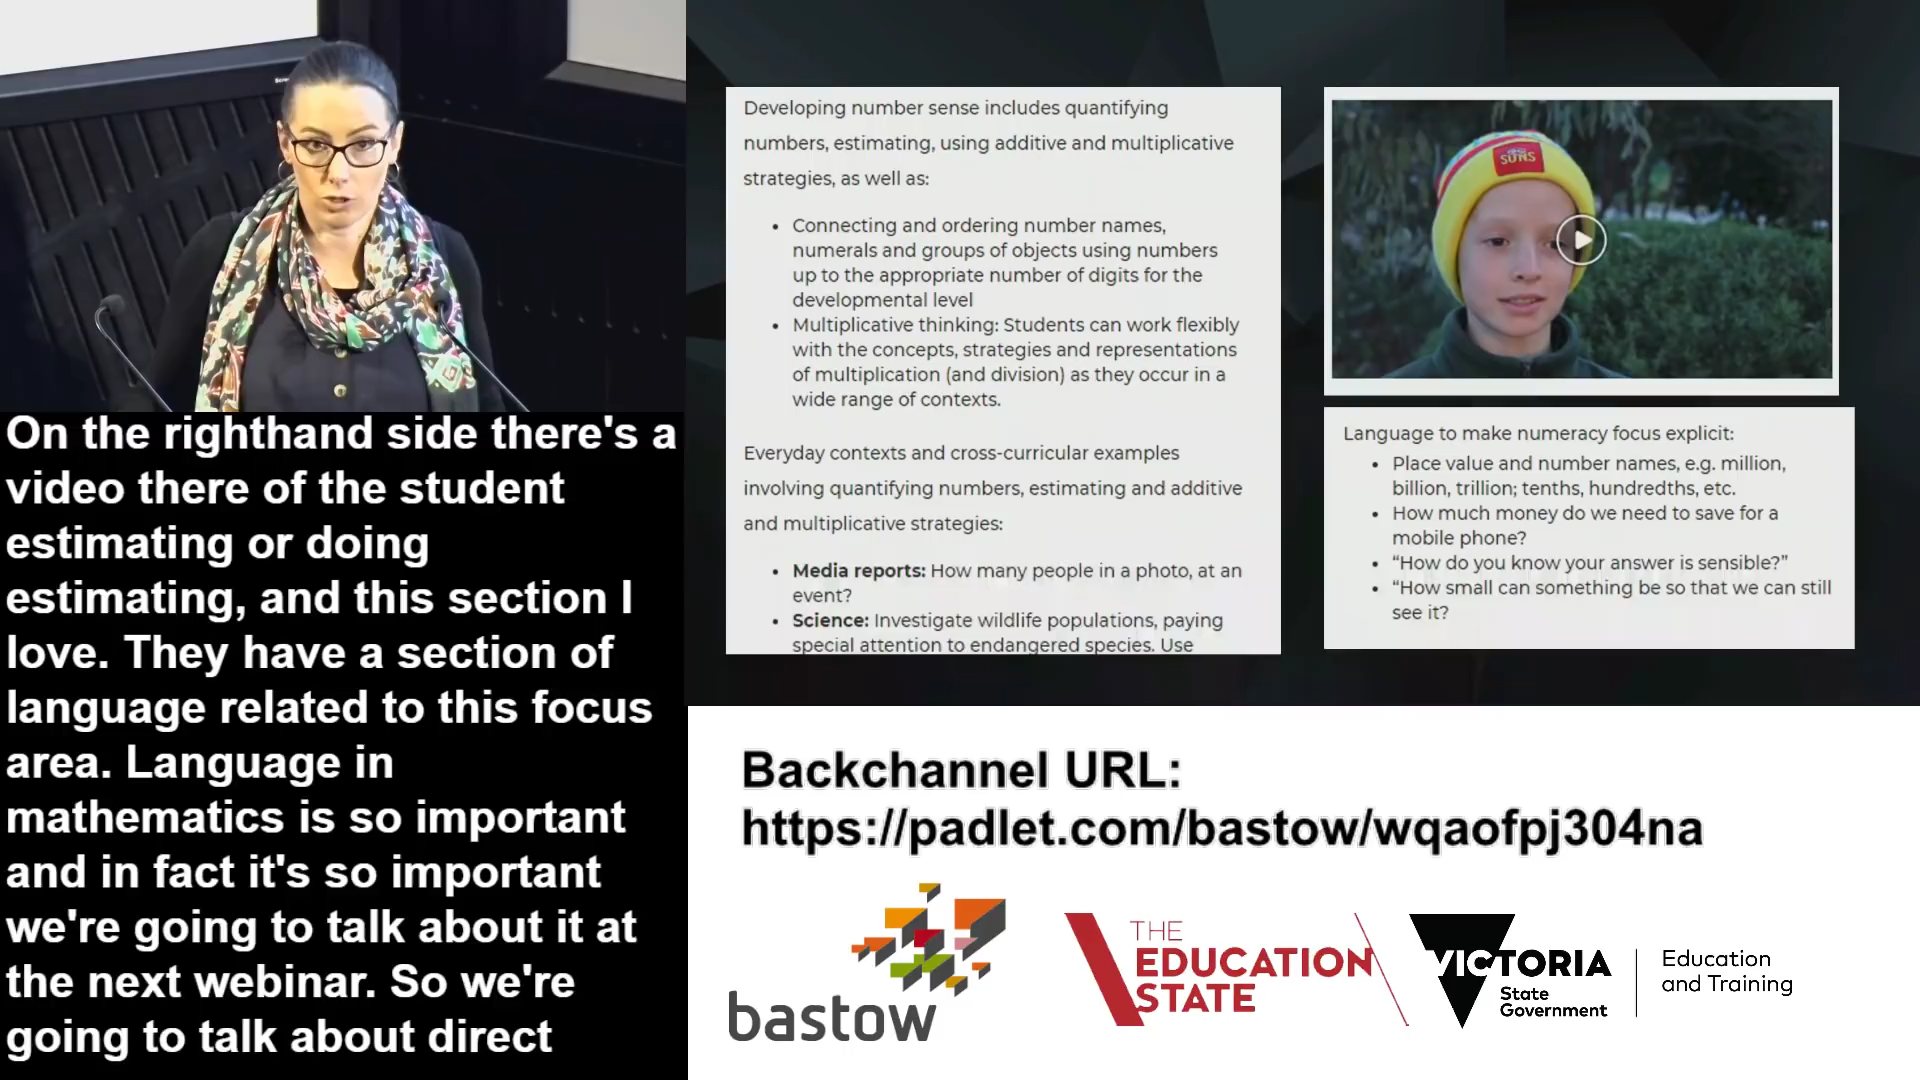 On the righthand side there's a
video there of the student
estimating or doing
estimating, and this section I
love. They have a section of
language related to this focus
area. Language in
mathematics is so important
and in fact it's so important
we're going to talk about it at
the next webinar. So we're
going to talk about direct
Developing number sense includes quantifying
numbers, estimating, using additive and multiplicative
strategies, as well as:
• Connecting and ordering number names,
numerals and groups of objects using numbers
up to the appropriate number of digits for the
developmental level
• Multiplicative thinking: Students can work flexibly
with the concepts, strategies and representations
of multiplication (and division) as they occur in a
wide range of contexts.
Everyday contexts and cross-curricular examples
involving quantifying numbers, estimating and additive
and multiplicative strategies:
• Media reports: How many people in a photo, at an
event?
• Science: Investigate wildlife populations, paying
special attention to endangered species. Use
SUNS
Language to make numeracy focus explicit:
• Place value and number names, e.g. million,
billion, trillion; tenths, hundredths, etc.
• How much money do we need to save for a
mobile phone?
• “How do you know your answer is sensible?”
• “How small can something be so that we can still
see it?
Backchannel URL:
https://padlet.com/bastow/wqaofpj304na
bastow
THE
EDUCATION
STATE
VICTORIA
State
Government
Education
and Training